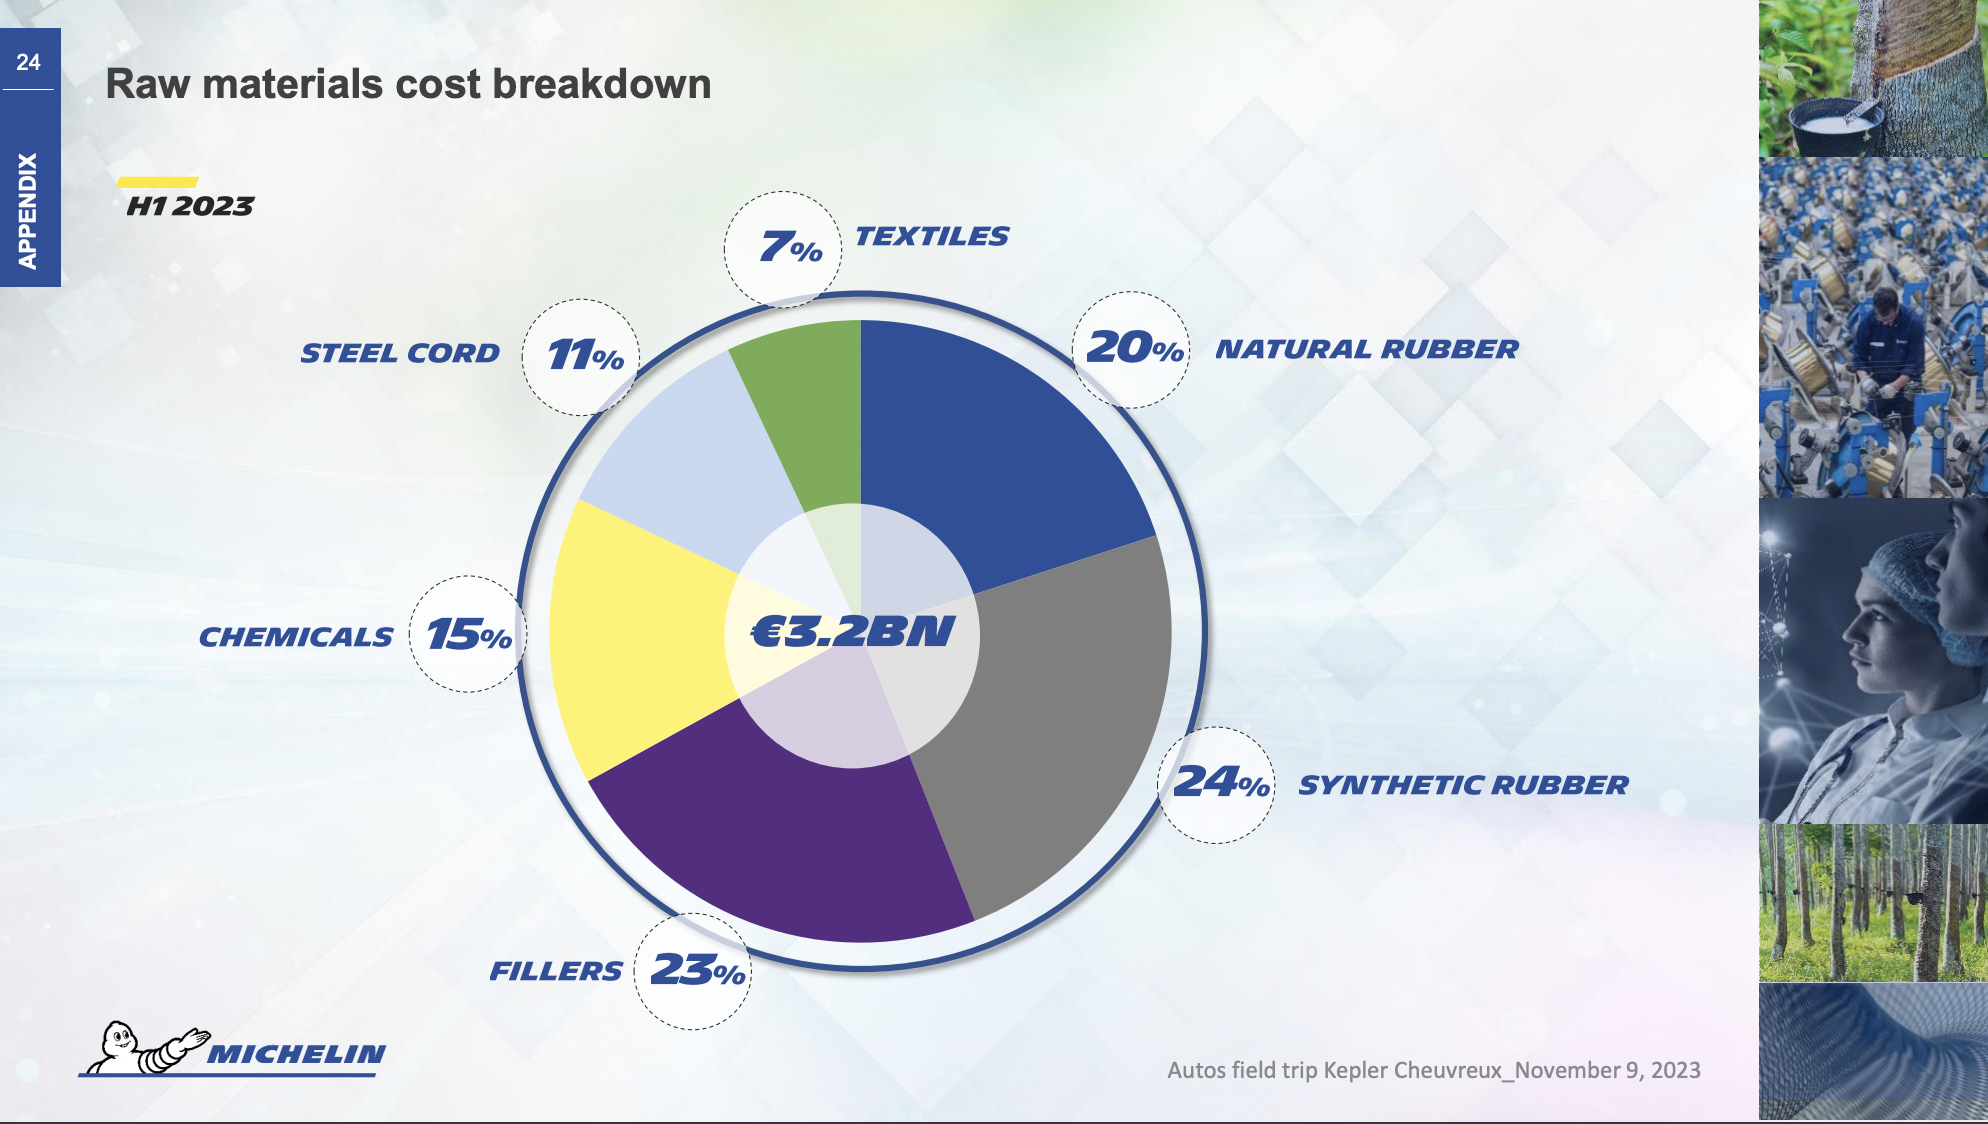 24
APPENDIX
Raw materials cost breakdown
H1 2023
7% TEXTILES
20% NATURAL RUBBER
STEEL CORD 11%
€3.2BN
CHEMICALS 15%
24% SYNTHETIC RUBBER
FILLERS 23%
MICHELIN
Autos field trip Kepler Cheuvreux_November 9, 2023